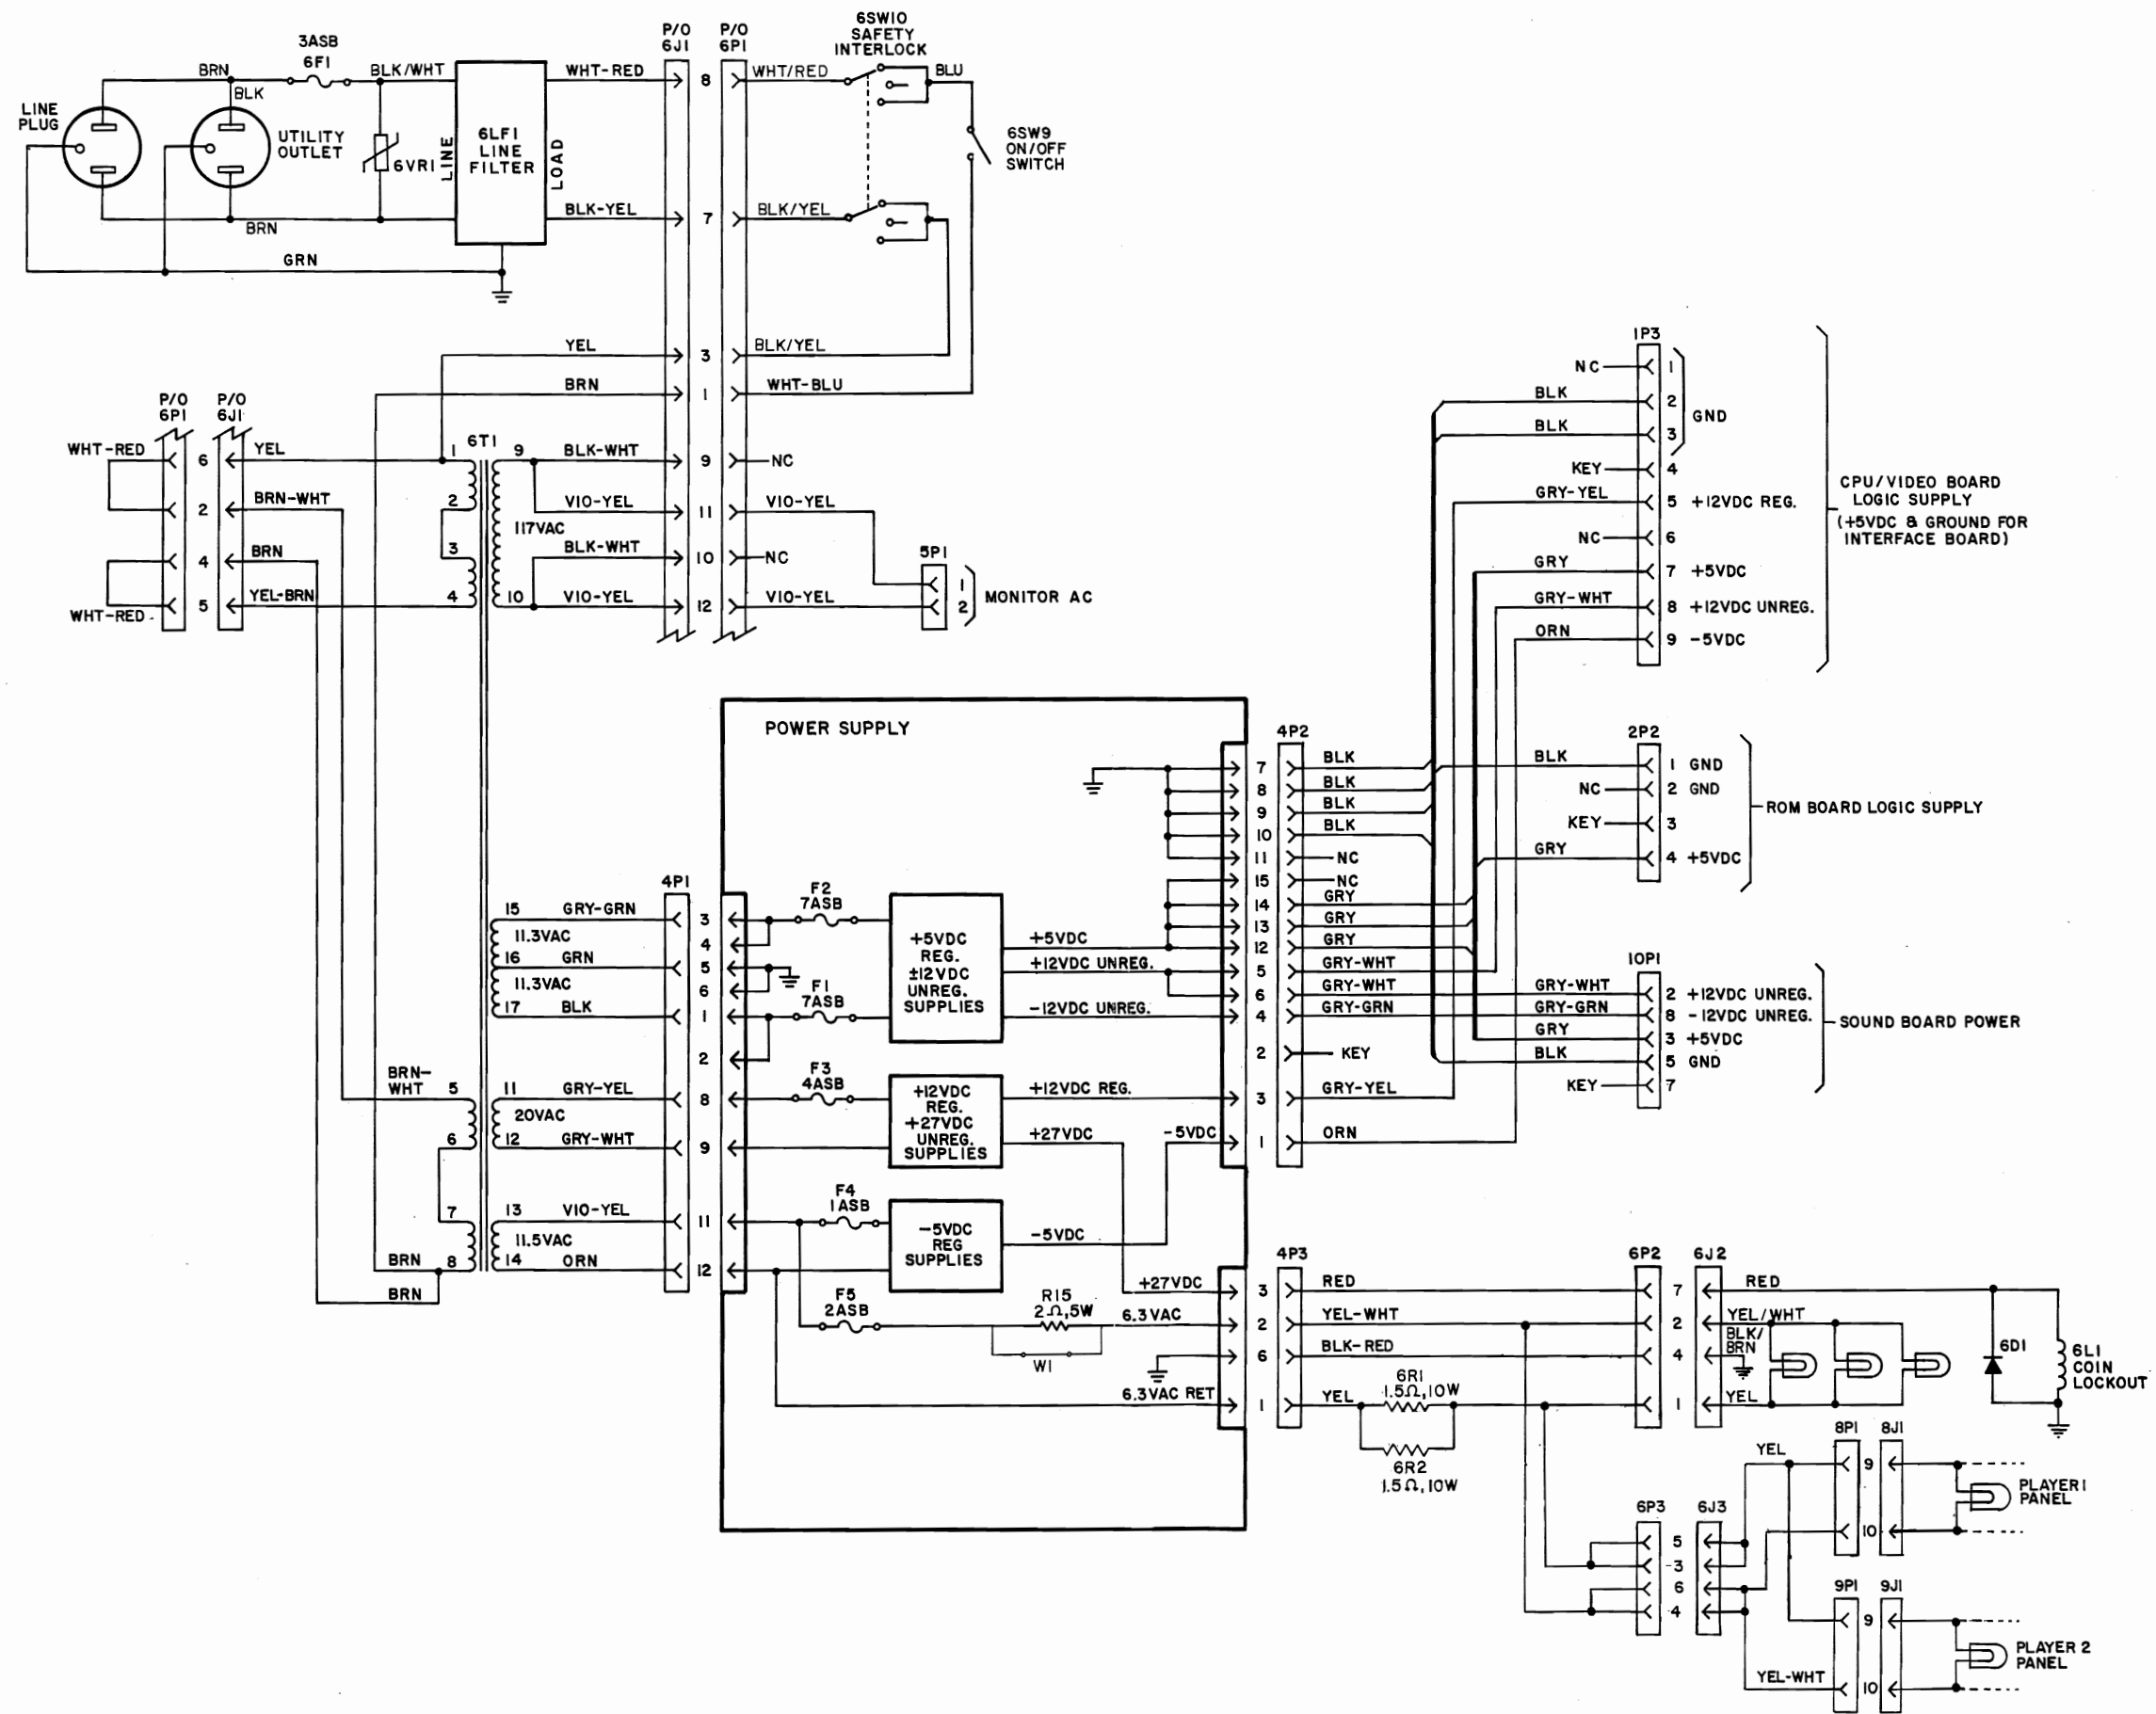 3ASB
6F1
BRN
BLK/WHT
BLK
LINE
PLUG
UTILITY
OUTLET
6VR1
LINE
6LF1
LINE
FILTER
LOAD
BRN
GRN
WHT-RED
BLK-YEL
P/O
6J1
P/O
6P1
8
7
3
1
9
11
10
12
WHT/RED
BLK/YEL
6SW10
SAFETY
INTERLOCK
BLU
6SW9
ON/OFF
SWITCH
YEL
BRN
BLK/YEL
WHT-BLU
P/O
6P1
P/O
6J1
WHT-RED
WHT-RED
6
2
4
5
YEL
BRN-WHT
BRN
YEL-BRN
6T1
1
2
3
4
9
117VAC
10
BLK-WHT
VIO-YEL
BLK-WHT
VIO-YEL
NC
VIO-YEL
NC
VIO-YEL
5P1
1
2
MONITOR AC
1P3
NC
1
BLK
2
BLK
3
GND
KEY
4
GRY-YEL
5 +12VDC REG.
NC
6
GRY
7 +5VDC
GRY-WHT
8 +12VDC UNREG.
ORN
9 -5VDC
CPU/VIDEO BOARD
LOGIC SUPPLY
(+5VDC & GROUND FOR
INTERFACE BOARD)
2P2
BLK
1 GND
NC
2 GND
KEY
3
GRY
4 +5VDC
ROM BOARD LOGIC SUPPLY
10P1
GRY-WHT
2 +12VDC UNREG.
GRY-GRN
8 -12VDC UNREG.
GRY
3 +5VDC
BLK
5 GND
KEY
7
SOUND BOARD POWER
POWER SUPPLY
4P2
7
BLK
8
BLK
9
BLK
10
BLK
11
NC
15
NC
14
GRY
13
GRY
12
GRY
5
GRY-WHT
6
GRY-WHT
4
GRY-GRN
2
KEY
3
GRY-YEL
1
ORN
4P1
15
GRY-GRN
11.3VAC
16
GRN
11.3VAC
17
BLK
3
4
5
6
1
2
8
9
11
12
F2
7ASB
F1
7ASB
+5VDC
REG.
±12VDC
UNREG.
SUPPLIES
+5VDC
+12VDC UNREG.
-12VDC UNREG.
BRN-
WHT
5
6
7
BRN
8
BRN
11
GRY-YEL
20VAC
12
GRY-WHT
13
VIO-YEL
11.5VAC
14
ORN
F3
4ASB
+12VDC
REG.
+27VDC
UNREG.
SUPPLIES
+12VDC REG.
+27VDC
-5VDC
F4
1ASB
-5VDC
REG
SUPPLIES
-5VDC
F5
2ASB
R15
2Ω,5W
W1
+27VDC
6.3VAC
6.3VAC RET
4P3
3
RED
2
YEL-WHT
6
BLK-RED
1
YEL
6R1
1.5Ω,10W
6R2
1.5Ω,10W
6P2
6J2
7
2
4
1
RED
YEL/WHT
BLK/
BRN
YEL
6D1
6L1
COIN
LOCKOUT
6P3
6J3
5
3
6
4
YEL
8P1
8J1
9
10
PLAYER 1
PANEL
9P1
9J1
9
YEL-WHT
10
PLAYER 2
PANEL